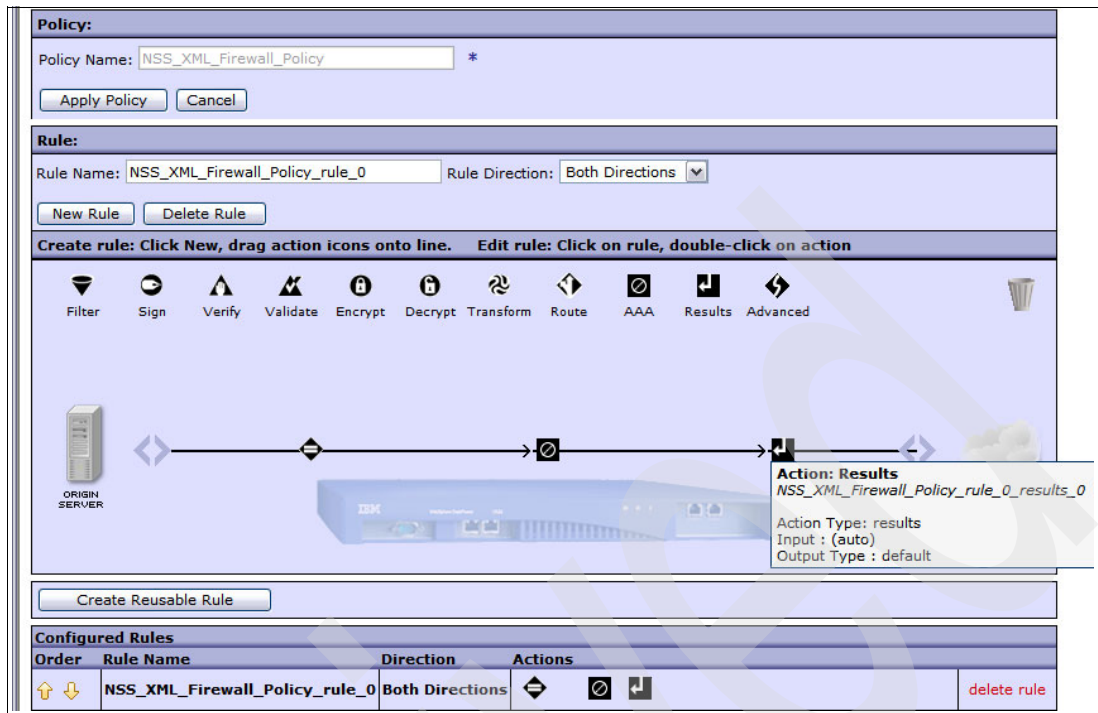 Policy:
Policy Name: NSS_XML_Firewall_Policy *
Apply Policy Cancel
Rule:
Rule Name: NSS_XML_Firewall_Policy_rule_0 Rule Direction: Both Directions
New Rule Delete Rule
Create rule: Click New, drag action icons onto line. Edit rule: Click on rule, double-click on action
Filter Sign Verify Validate Encrypt Decrypt Transform Route AAA Results Advanced
ORIGIN
SERVER
IBM
Action: Results
NSS_XML_Firewall_Policy_rule_0_results_0
Action Type: results
Input : (auto)
Output Type : default
Create Reusable Rule
Configured Rules
Order Rule Name Direction Actions
NSS_XML_Firewall_Policy_rule_0 Both Directions delete rule